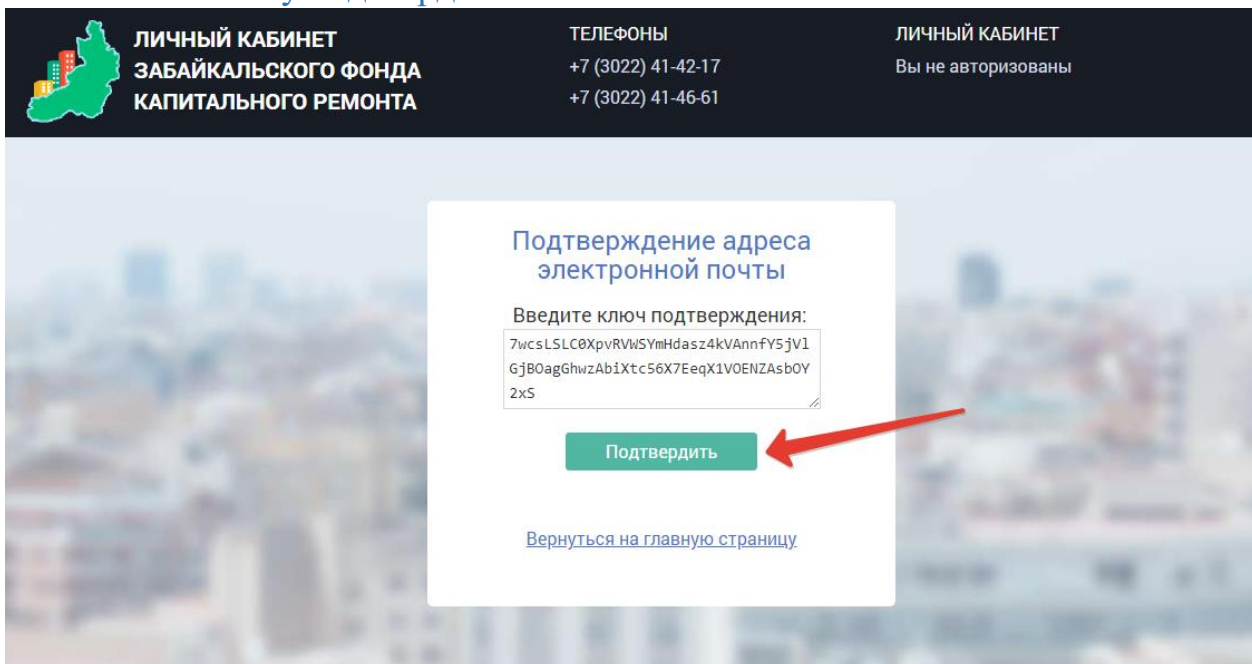 ЛИЧНЫЙ КАБИНЕТ
ЗАБАЙКАЛЬСКОГО ФОНДА
КАПИТАЛЬНОГО РЕМОНТА
ТЕЛЕФОНЫ
+7 (3022) 41-42-17
+7 (3022) 41-46-61
ЛИЧНЫЙ КАБИНЕТ
Вы не авторизованы
Подтверждение адреса
электронной почты
Введите ключ подтверждения:
7wcsLSLC0XpvRVWSYmHdasz4kVAnnfY5jVl
GjBOagGhwzAbiXtc56X7EeqX1VOENZAsbOY
2xS
Подтвердить
Вернуться на главную страницу